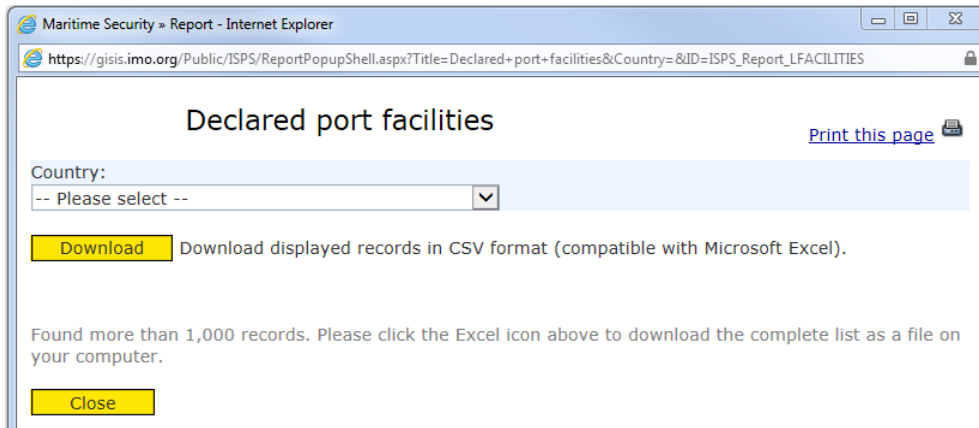 Maritime Security » Report - Internet Explorer
https://gisis.imo.org/Public/ISPS/ReportPopupShell.aspx?Title=Declared+port+facilities&Country=&ID=ISPS_Report_LFACILITIES
Declared port facilities
Print this page
Country:
-- Please select --
Download Download displayed records in CSV format (compatible with Microsoft Excel).
Found more than 1,000 records. Please click the Excel icon above to download the complete list as a file on
your computer.
Close